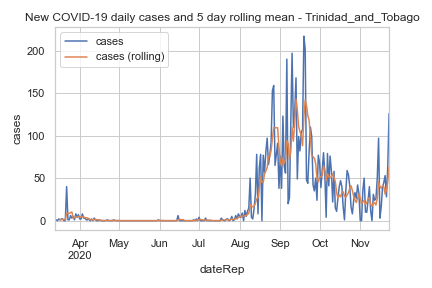 New COVID-19 daily cases and 5 day rolling mean - Trinidad_and_Tobago
cases
cases (rolling)
200
150
100
50
0
cases
Apr
2020
May
Jun
Jul
Aug
Sep
Oct
Nov
dateRep